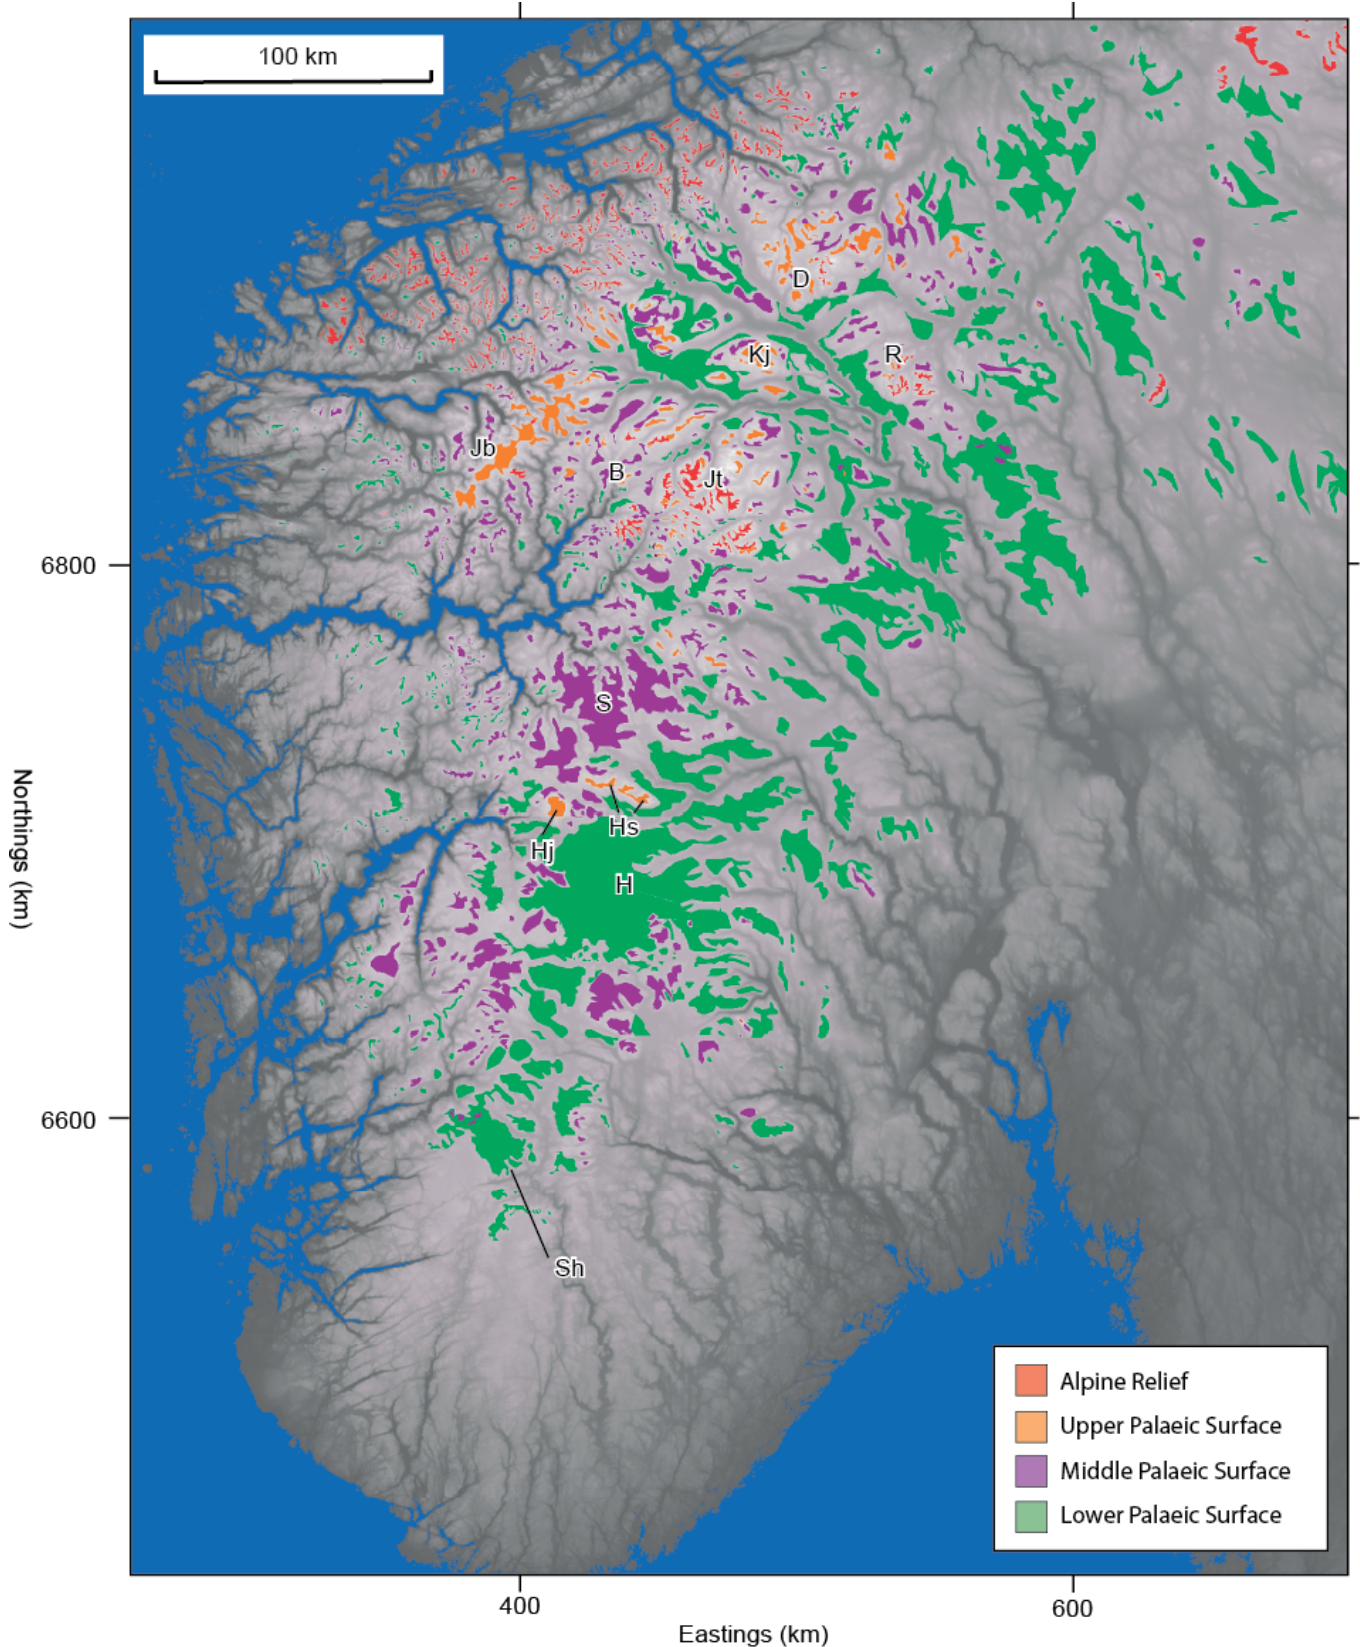 100 km
D
Kj
R
Jb
B
Jt
6800
S
Hs
Hj
H
Northings (km)
6600
Sh
Alpine Relief
Upper Palaeic Surface
Middle Palaeic Surface
Lower Palaeic Surface
400
600
Eastings (km)